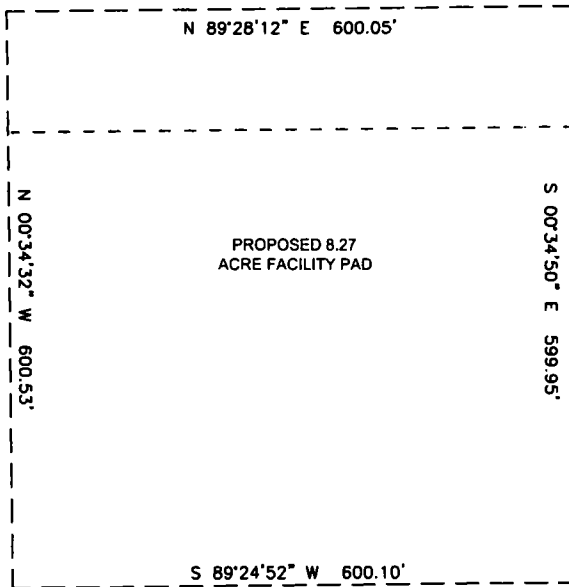 N 89°28'12" E 600.05'
N 00°34'32" W 600.53'
S 00°34'50" E 599.95'
PROPOSED 8.27
ACRE FACILITY PAD
S 89°24'52" W 600.10'